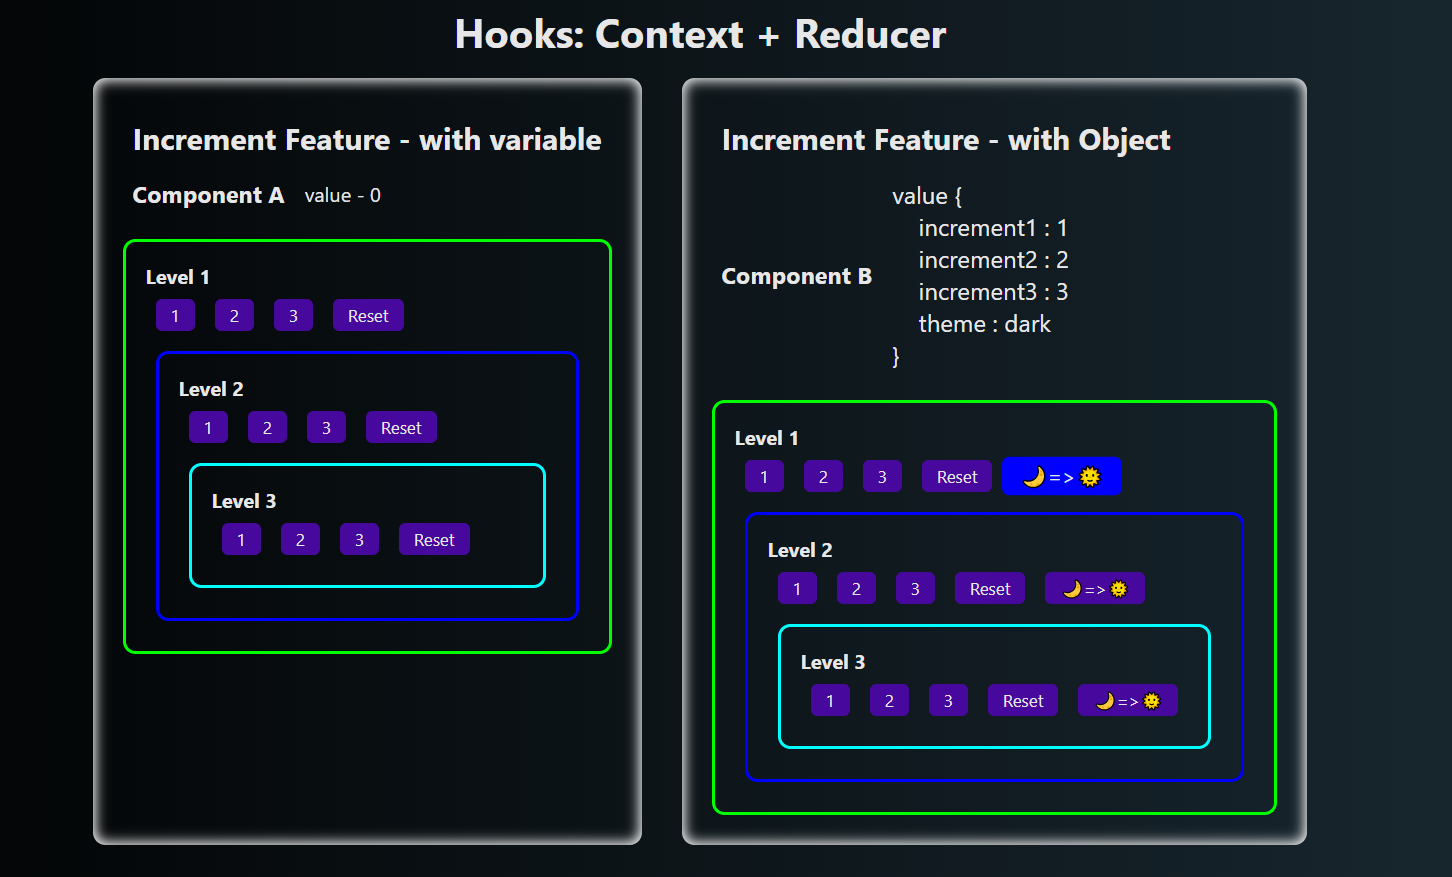 Hooks: Context + Reducer
Increment Feature - with variable
Component A value - 0
Level 1
1 2 3 Reset
Level 2
1 2 3 Reset
Level 3
1 2 3 Reset
Increment Feature - with Object
Component B
value {
increment1 : 1
increment2 : 2
increment3 : 3
theme : dark
}
Level 1
1 2 3 Reset 🌙 => 🌞
Level 2
1 2 3 Reset 🌙 => 🌞
Level 3
1 2 3 Reset 🌙 => 🌞